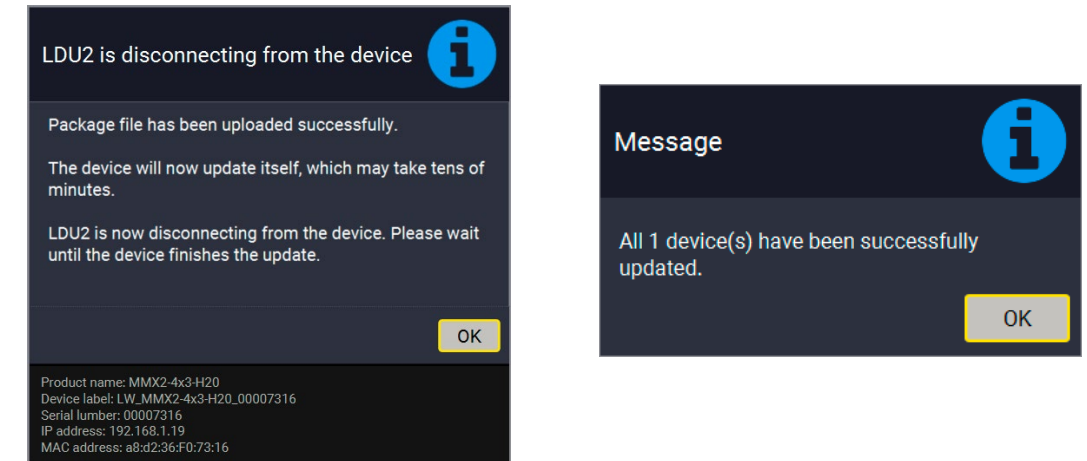 LDU2 is disconnecting from the device
Package file has been uploaded successfully.
The device will now update itself, which may take tens of
minutes.
LDU2 is now disconnecting from the device. Please wait
until the device finishes the update.
OK
Product name: MMX2-4x3-H20
Device label: LW_MMX2-4x3-H20_00007316
Serial lumber: 00007316
IP address: 192.168.1.19
MAC address: a8:d2:36:F0:73:16
Message
All 1 device(s) have been successfully
updated.
OK